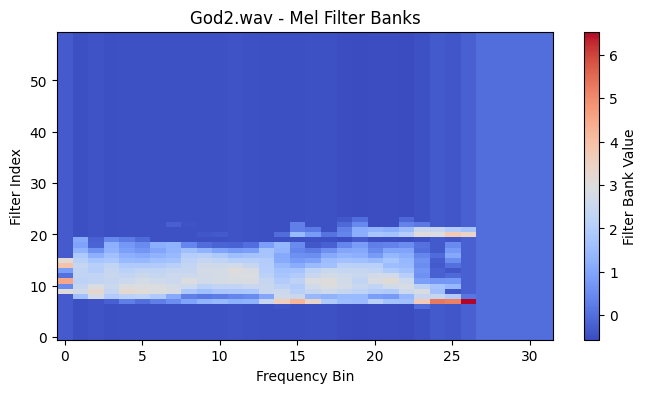 God2.wav - Mel Filter Banks
50
40
30
20
10
0
Filter Index
0 5 10 15 20 25 30
Frequency Bin
6
5
4
3
2
1
0
Filter Bank Value